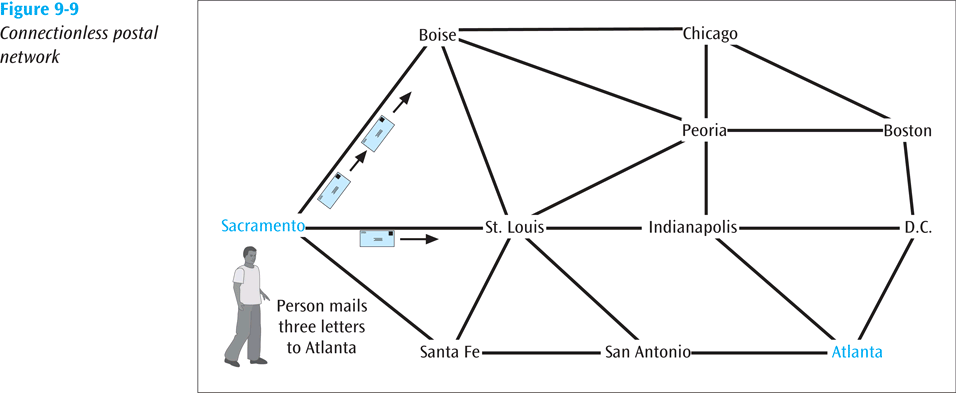 Figure 9-9
Connectionless postal
network
Boise
Chicago
Peoria
Boston
Sacramento
St. Louis
Indianapolis
D.C.
Person mails
three letters
to Atlanta
Santa Fe
San Antonio
Atlanta